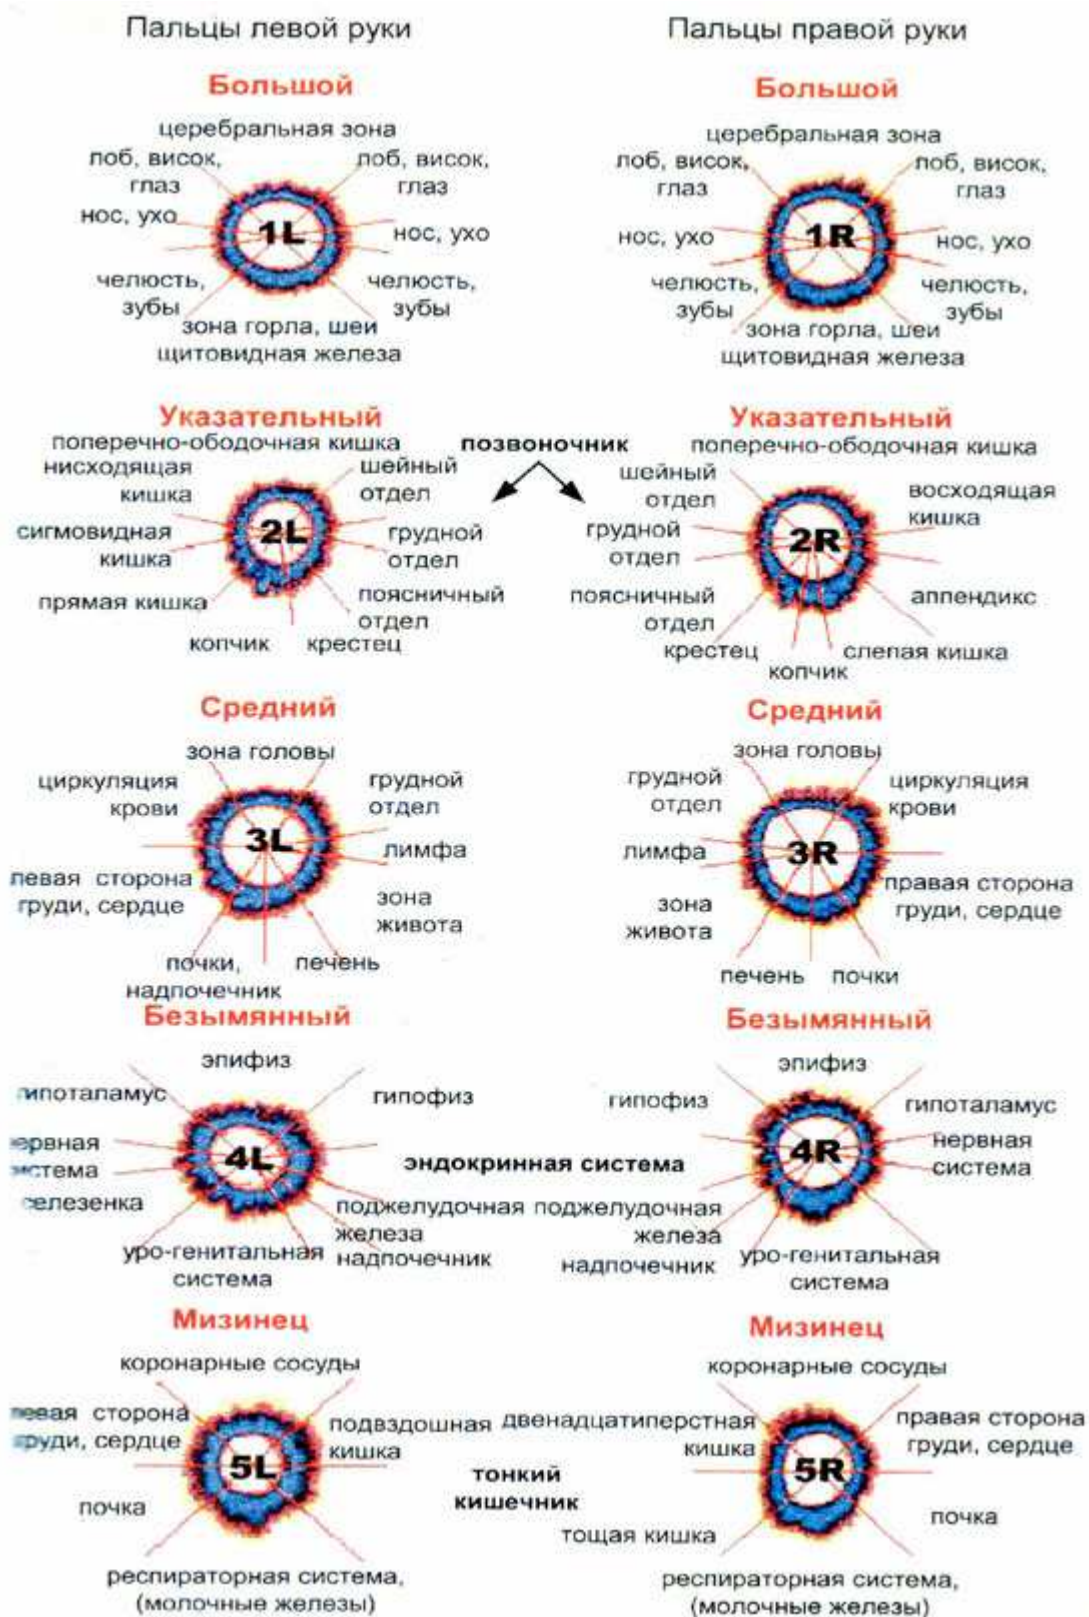 Пальцы левой руки
Пальцы правой руки
Большой
церебральная зона
лоб, висок,
глаз
лоб, висок,
глаз
нос, ухо
1L
нос, ухо
челюсть,
зубы
челюсть,
зубы
зона горла, шеи
щитовидная железа
Большой
церебральная зона
лоб, висок,
глаз
лоб, висок,
глаз
нос, ухо
1R
нос, ухо
челюсть,
зубы
челюсть,
зубы
зона горла, шеи
щитовидная железа
Указательный
поперечно-ободочная кишка
нисходящая
кишка
шейный
отдел
сигмовидная
кишка
2L
грудной
отдел
прямая кишка
поясничный
отдел
копчик
крестец
позвоночник
Указательный
поперечно-ободочная кишка
шейный
отдел
восходящая
кишка
грудной
отдел
2R
поясничный
отдел
аппендикс
крестец
слепая кишка
копчик
Средний
зона головы
циркуляция
крови
грудной
отдел
3L
лимфа
левая сторона
груди, сердце
зона
живота
почки,
надпочечник
печень
Средний
зона головы
грудной
отдел
циркуляция
крови
лимфа
3R
правая сторона
груди, сердце
зона
живота
печень
почки
Безымянный
эпифиз
гипофиз
4L
поджелудочная
железа
надпочечник
уро-генитальная
система
эндокринная система
Безымянный
эпифиз
гипофиз
гипоталамус
4R
нервная
система
поджелудочная
железа
надпочечник
уро-генитальная
система
Мизинец
коронарные сосуды
сторона
сердце
подвздошная
кишка
5L
почка
респираторная система,
(молочные железы)
тонкий
кишечник
Мизинец
коронарные сосуды
двенадцатиперстная
кишка
правая сторона
груди, сердце
5R
тощая кишка
почка
респираторная система,
(молочные железы)